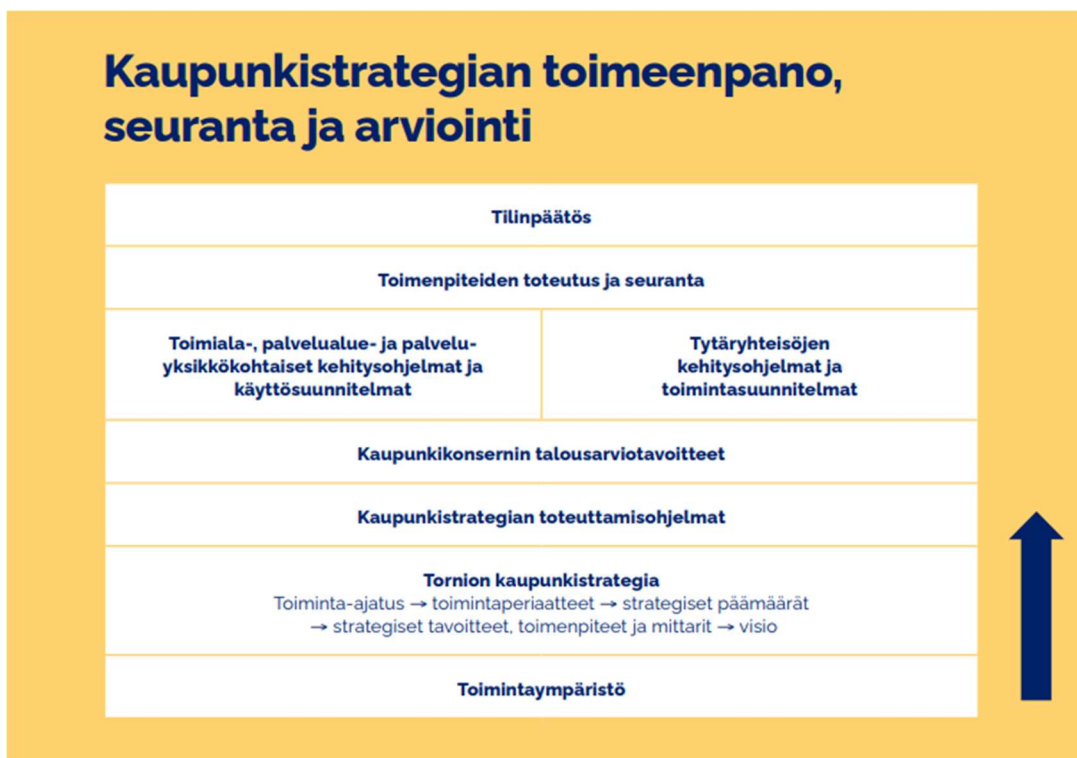 Kaupunkistrategian toimeenpano,
seuranta ja arviointi
Tilinpäätös
Toimenpiteiden toteutus ja seuranta
Toimiala-, palvelualue- ja palvelu-
yksikkökohtaiset kehitysohjelmat ja
käyttösuunnitelmat
Tytäryhteisöjen
kehitysohjelmat ja
toimintasuunnitelmat
Kaupunkikonsernin talousarviotavoitteet
Kaupunkistrategian toteuttamisohjelmat
Tornion kaupunkistrategia
Toiminta-ajatus → toimintaperiaatteet → strategiset päämäärät
→ strategiset tavoitteet, toimenpiteet ja mittarit → visio
Toimintaympäristö